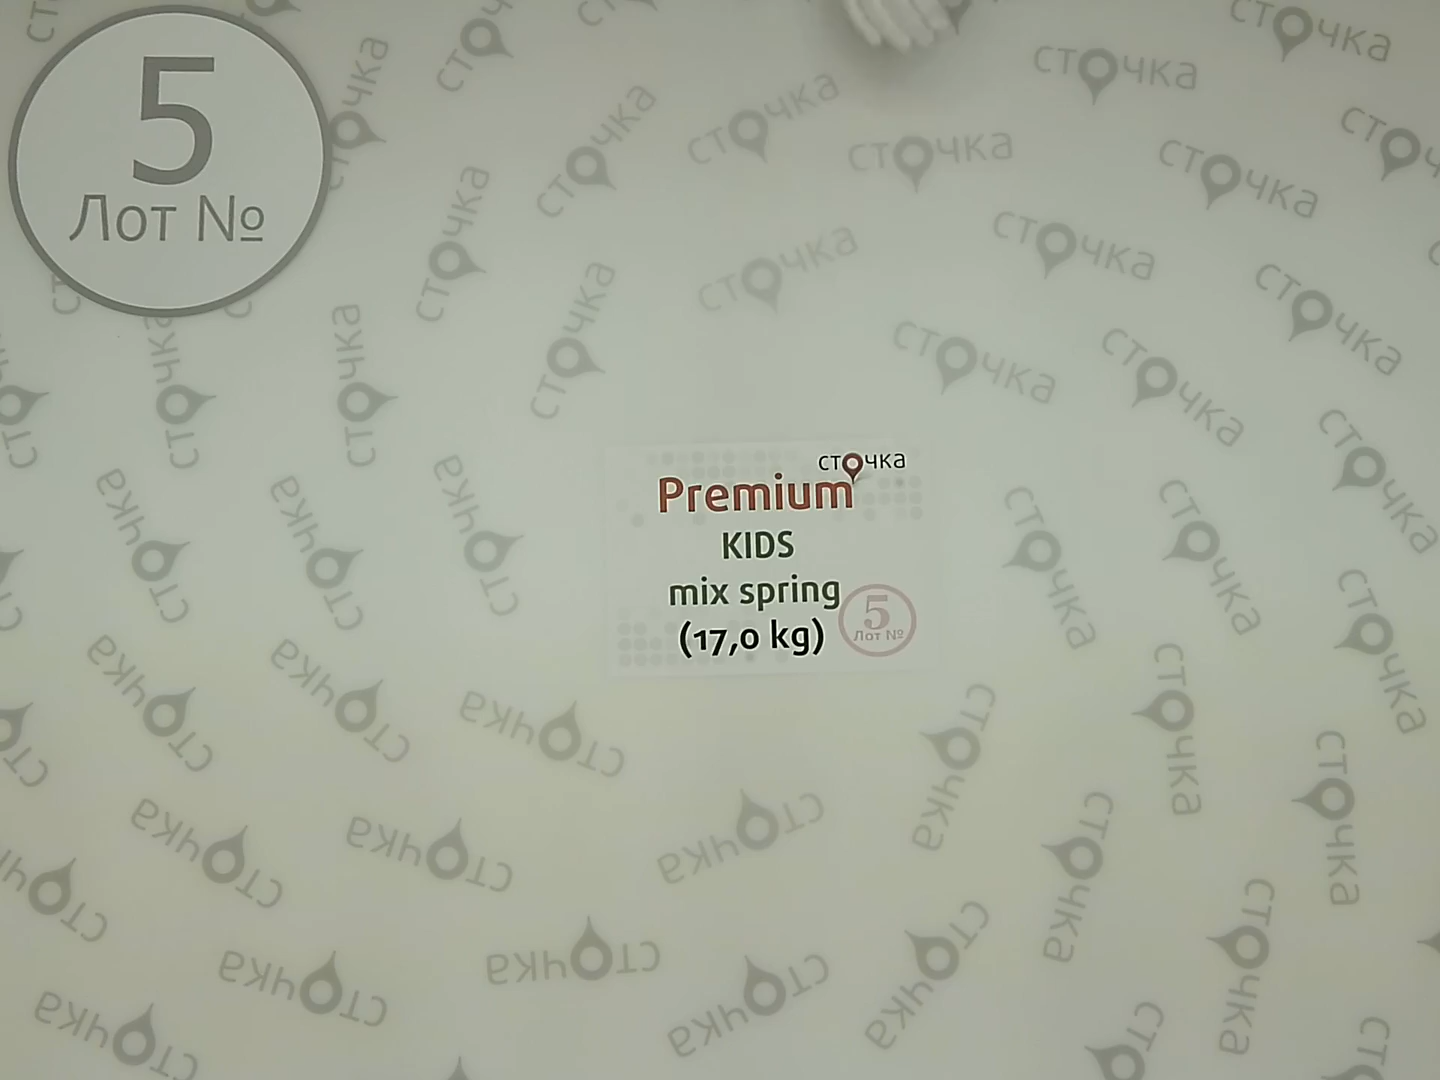 5
Лот №
сточка
Premium
KIDS
mix spring
(17,0 kg)
5
Лот №